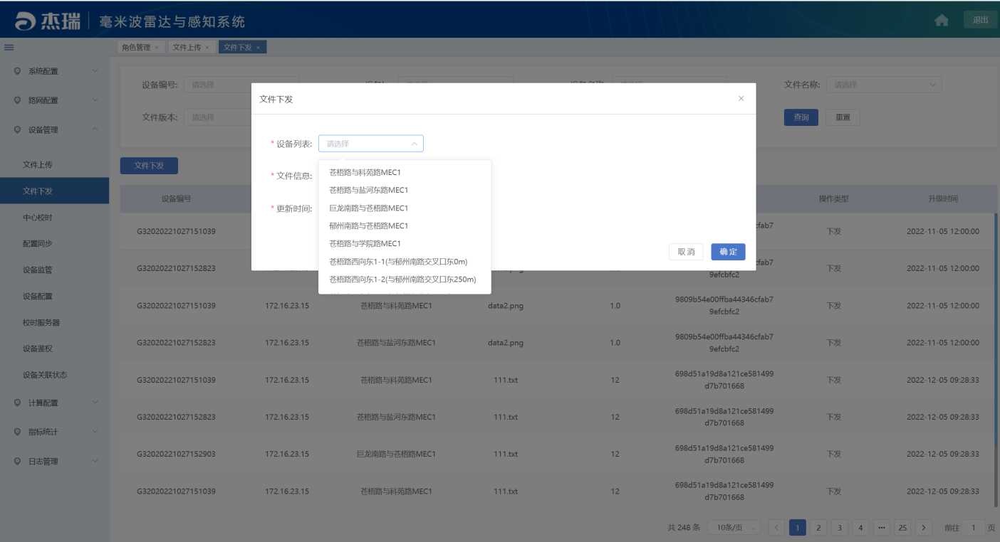 杰瑞 毫米波雷达与感知系统 退出
角色管理 × 文件上传 × 文件下发 ×
系统配置
路网配置
设备管理
文件上传
文件下发
中心校时
配置同步
设备监管
设备配置
校时服务器
设备鉴权
设备关联状态
计算配置
指标统计
日志管理
设备编号: 请选择 文件名称: 请选择
文件版本: 请选择 查询 重置
文件下发
文件下发 ×
* 设备列表: 请选择
* 文件信息:
* 更新时间:
苍梧路与科苑路MEC1
苍梧路与盐河东路MEC1
巨龙南路与苍梧路MEC1
郁州南路与苍梧路MEC1
苍梧路与学院路MEC1
苍梧路西向东1-1(与郁州南路交叉口东0m)
苍梧路西向东1-2(与郁州南路交叉口东250m)
取消 确定
设备编号 操作类型 升级时间
G32020221027151039 cfab7 下发 2022-11-05 12:00:00
G32020221027152823 cfab7 下发 2022-11-05 12:00:00
9efcbfc2
G32020221027151039 172.16.23.15 苍梧路与科苑路MEC1 data2.png 1.0 9809b54e00ffba44346cfab7 下发 2022-11-05 12:00:00
9efcbfc2
G32020221027152823 172.16.23.15 苍梧路与盐河东路MEC1 data2.png 1.0 9809b54e00ffba44346cfab7 下发 2022-11-05 12:00:00
9efcbfc2
G32020221027151039 172.16.23.15 苍梧路与科苑路MEC1 111.txt 12 698d51a19d8a121ce581499 下发 2022-12-05 09:28:33
d7b701668
G32020221027152823 172.16.23.15 苍梧路与盐河东路MEC1 111.txt 12 698d51a19d8a121ce581499 下发 2022-12-05 09:28:33
d7b701668
G32020221027152903 172.16.23.15 巨龙南路与苍梧路MEC1 111.txt 12 698d51a19d8a121ce581499 下发 2022-12-05 09:28:33
d7b701668
G32020221027151039 172.16.23.15 苍梧路与科苑路MEC1 111.txt 12 698d51a19d8a121ce581499 下发 2022-12-05 09:28:33
d7b701668
共 248 条 10条/页 < 1 2 3 4 ••• 25 > 前往 1 页